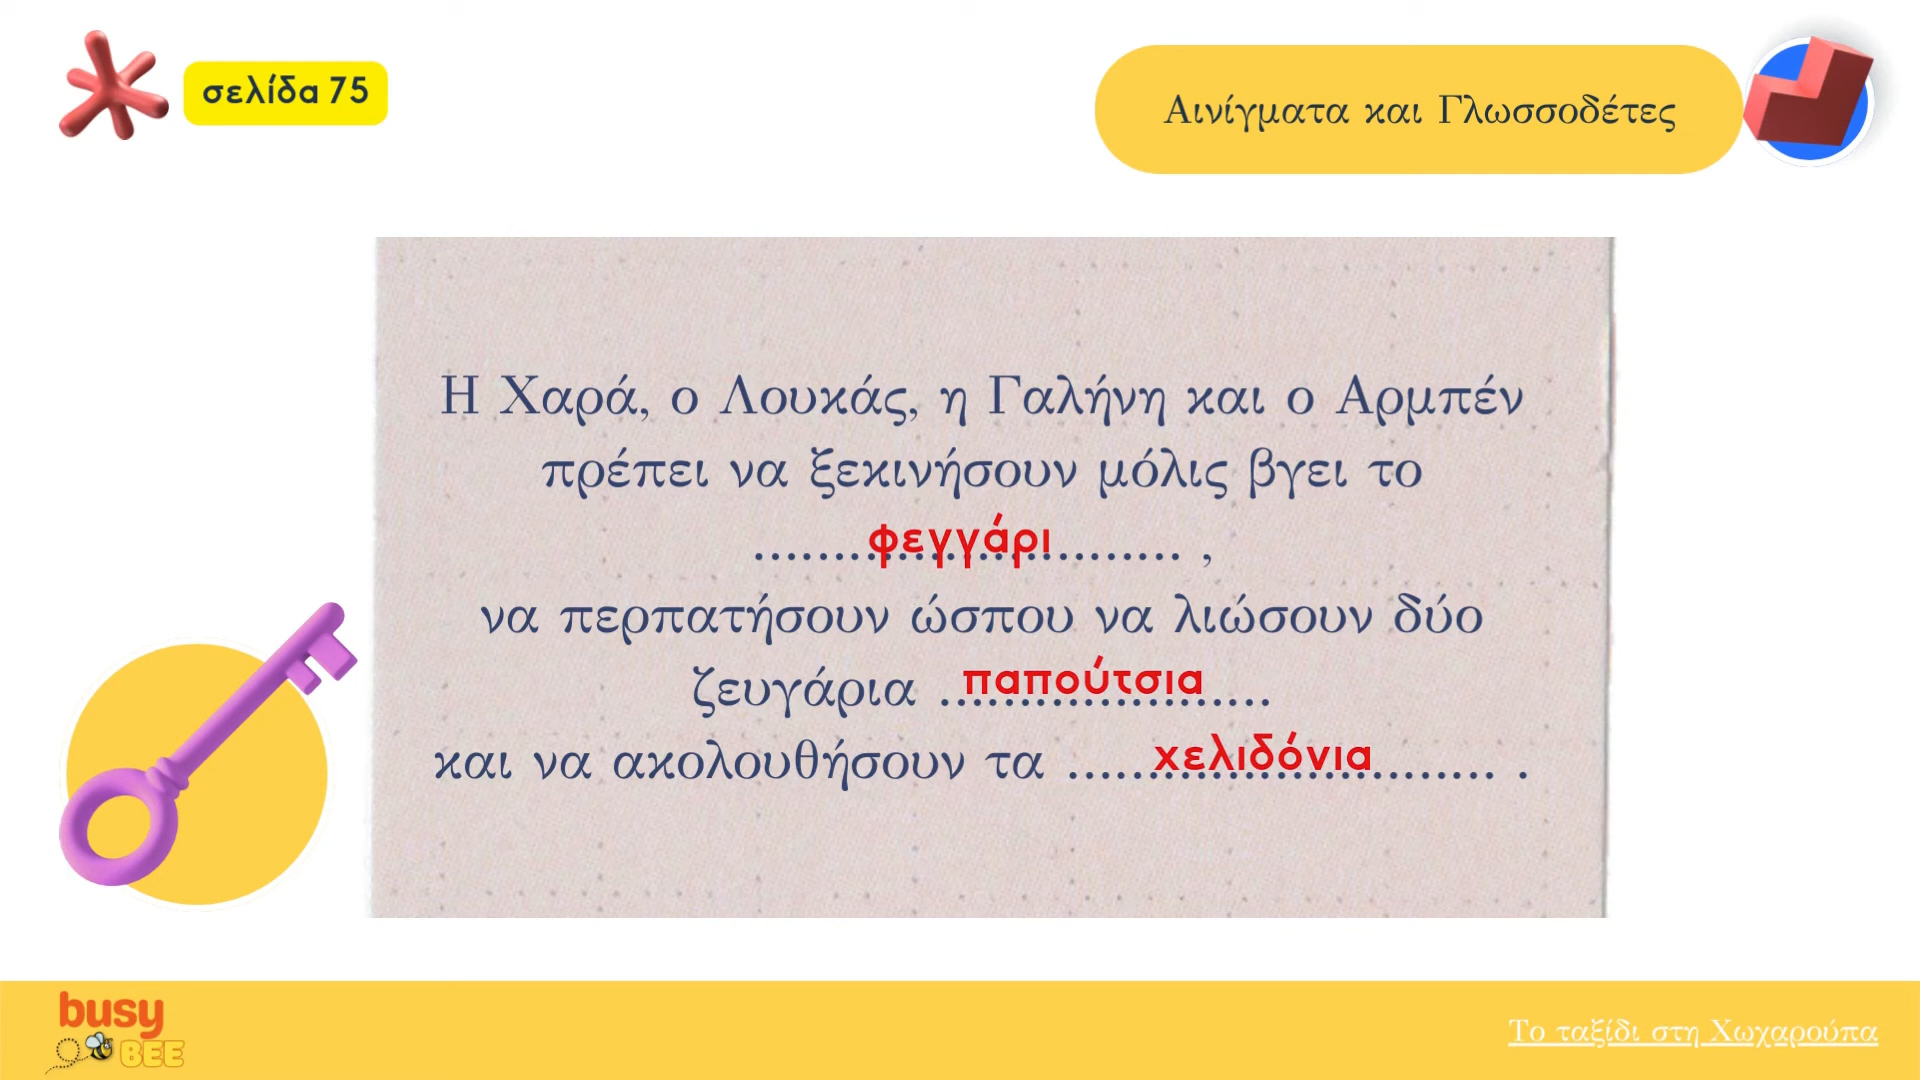 σελίδα 75
Αινίγματα και Γλωσσοδέτες
Η Χαρά, ο Λουκάς, η Γαλήνη και ο Αρμπέν
πρέπει να ξεκινήσουν μόλις βγει το
...........φεγγάρι........... ,
να περπατήσουν ώσπου να λιώσουν δύο
ζευγάρια ..παπούτσια.....
και να ακολουθήσουν τα ......χελιδόνια........ .
busy
BEE
Το ταξίδι στη Χωχαρούπα